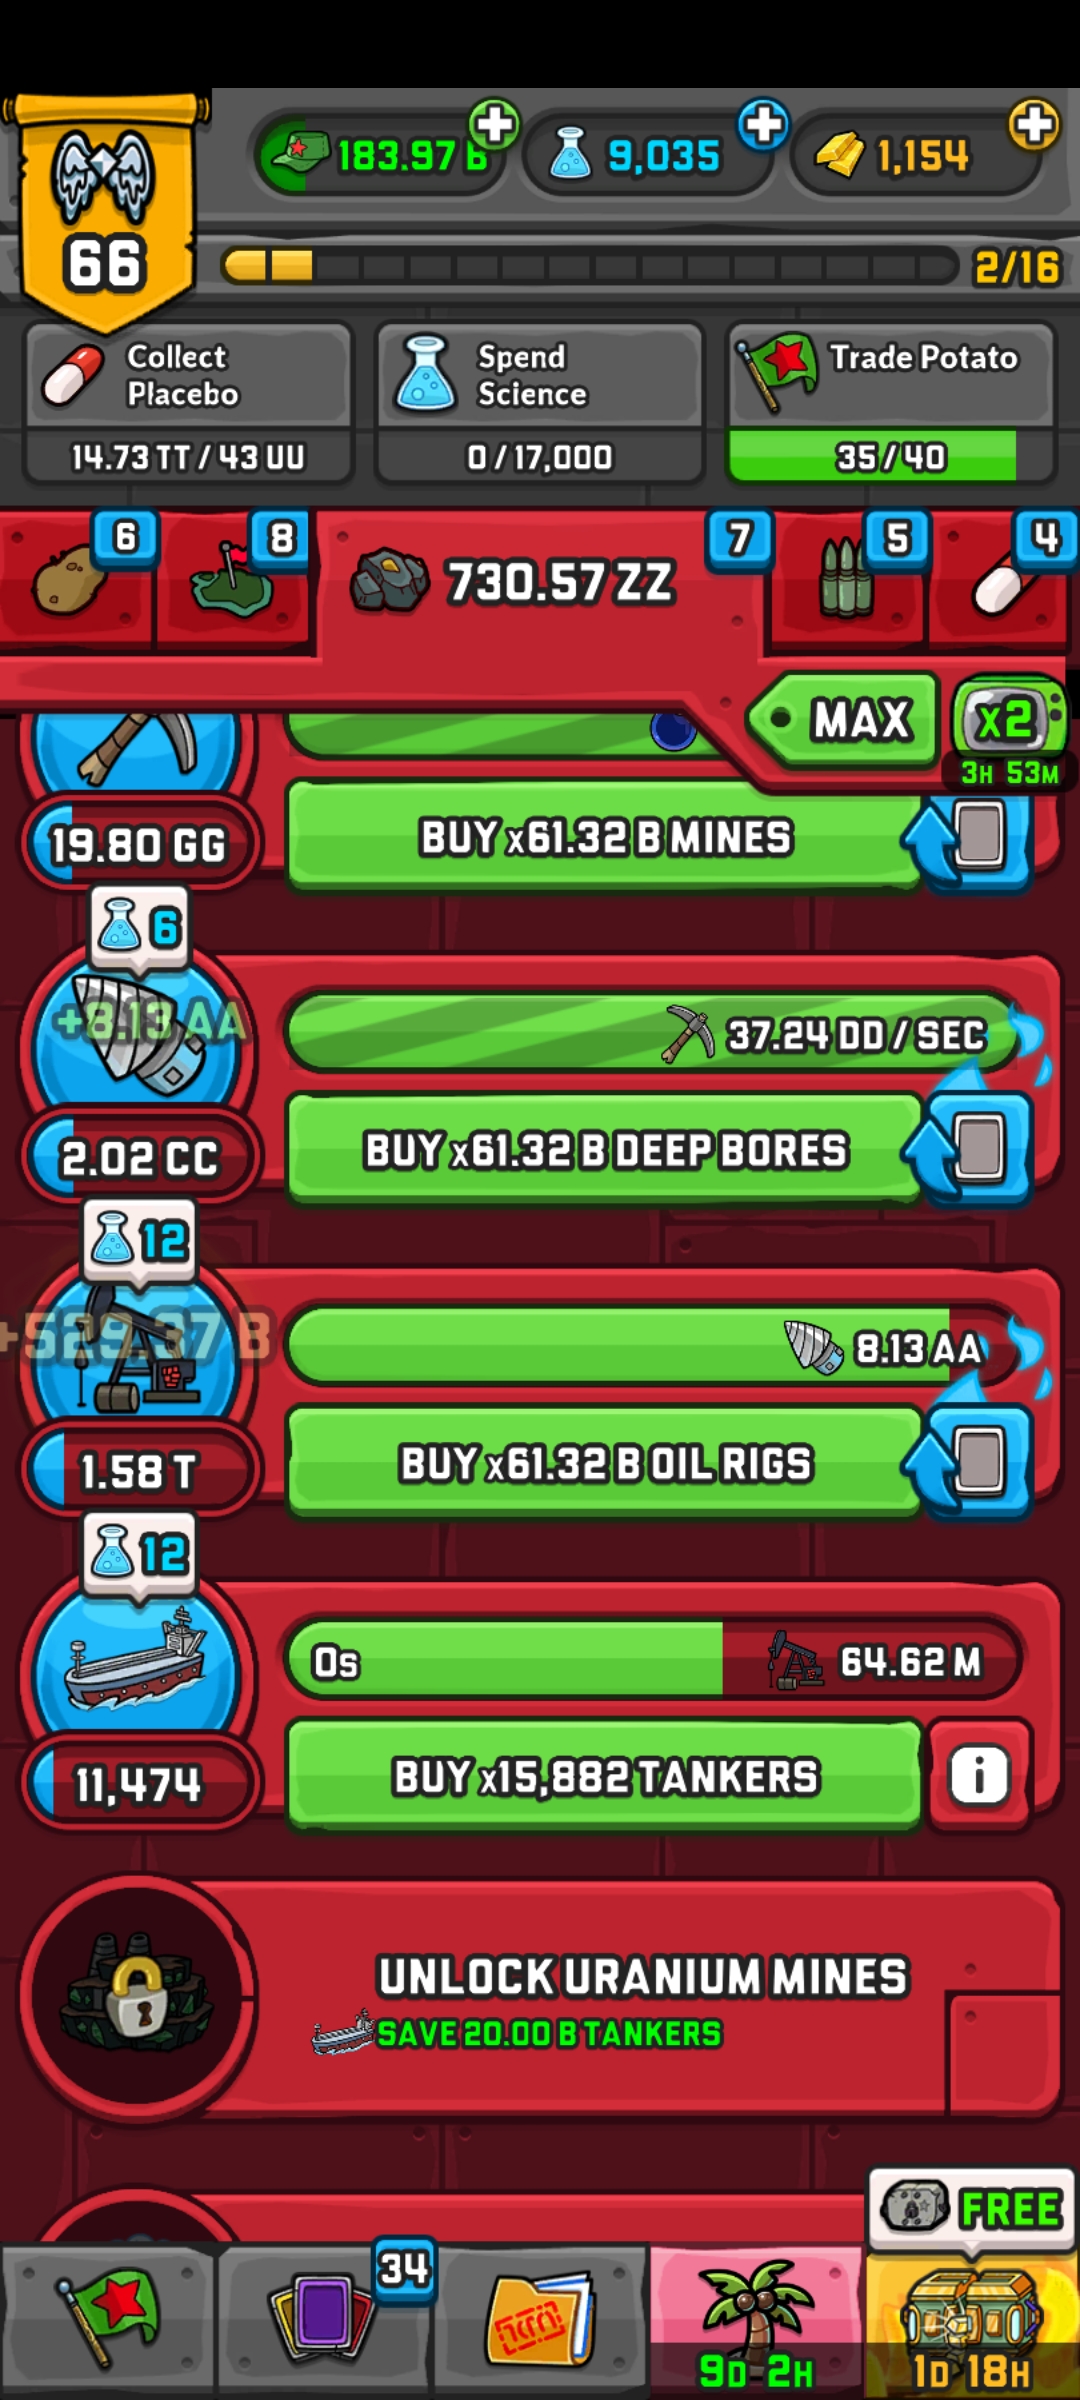 183.97 B
9,035
1,154
66
2/16
Collect
Placebo
14.73 TT / 43 UU
Spend
Science
0 / 17,000
Trade Potato
35 / 40
6
8
730.57 ZZ
7
5
4
MAX
x2
3H 53M
19.80 GG
BUY x61.32 B MINES
6
+8.13 AA
37.24 DD / SEC
2.02 CC
BUY x61.32 B DEEP BORES
12
+529.37 B
8.13 AA
1.58 T
BUY x61.32 B OIL RIGS
12
0s
64.62 M
11,474
BUY x15,882 TANKERS
i
UNLOCK URANIUM MINES
SAVE 20.00 B TANKERS
FREE
34
9D 2H
1D 18H